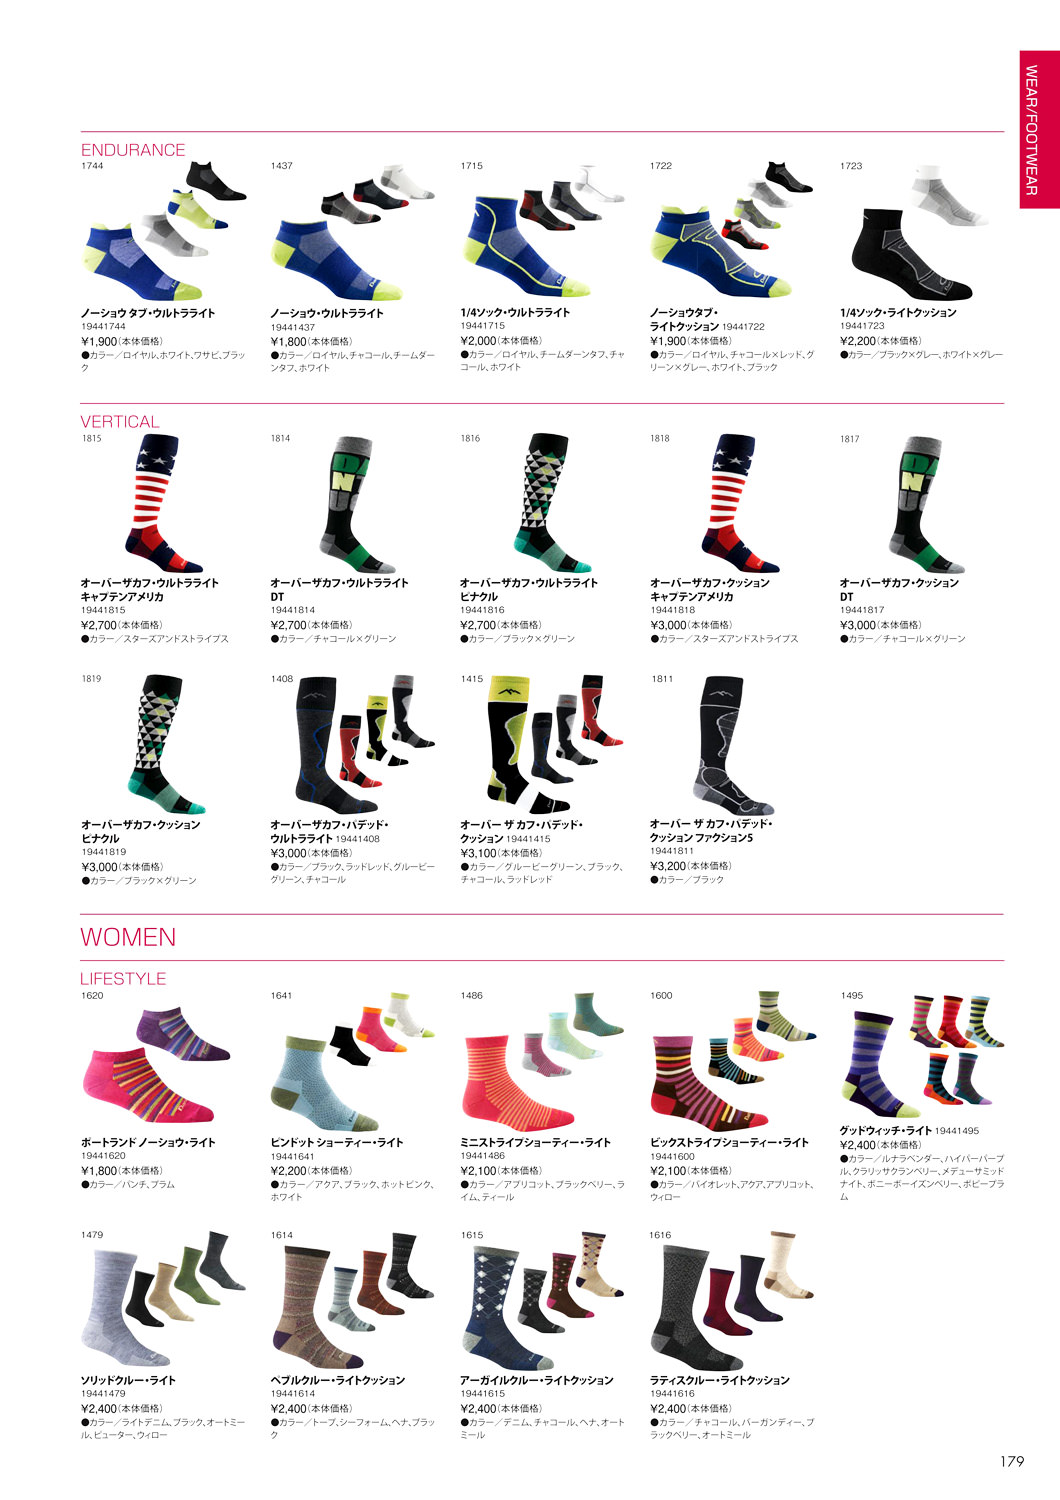 WEAR/FOOTWEAR
ENDURANCE
1744
ノーショウ タブ・ウルトラライト
19441744
¥1,900(本体価格)
●カラー／ロイヤル、ホワイト、ワサビ、ブラッ
ク
1437
ノーショウ・ウルトラライト
19441437
¥1,800(本体価格)
●カラー／ロイヤル、チャコール、チームダー
ンタフ、ホワイト
1715
1/4ソック・ウルトラライト
19441715
¥2,000(本体価格)
●カラー／ロイヤル、チームダーンタフ、チャ
コール、ホワイト
1722
ノーショウタブ・
ライトクッション 19441722
¥1,900(本体価格)
●カラー／ロイヤル、チャコール×レッド、グ
リーン×グレー、ホワイト、ブラック
1723
1/4ソック・ライトクッション
19441723
¥2,200(本体価格)
●カラー／ブラック×グレー、ホワイト×グレー
VERTICAL
1815
オーバーザカフ・ウルトラライト
キャプテンアメリカ
19441815
¥2,700(本体価格)
●カラー／スターズアンドストライプス
1814
オーバーザカフ・ウルトラライト
DT
19441814
¥2,700(本体価格)
●カラー／チャコール×グリーン
1816
オーバーザカフ・ウルトラライト
ピナクル
19441816
¥2,700(本体価格)
●カラー／ブラック×グリーン
1818
オーバーザカフ・クッション
キャプテンアメリカ
19441818
¥3,000(本体価格)
●カラー／スターズアンドストライプス
1817
オーバーザカフ・クッション
DT
19441817
¥3,000(本体価格)
●カラー／チャコール×グリーン
1819
オーバーザカフ・クッション
ピナクル
19441819
¥3,000(本体価格)
●カラー／ブラック×グリーン
1408
オーバーザカフ・パデッド・
ウルトラライト 19441408
¥3,000(本体価格)
●カラー／ブラック、ラッドレッド、グルービー
グリーン、チャコール
1415
オーバー ザ カフ・パデッド・
クッション 19441415
¥3,100(本体価格)
●カラー／グルービーグリーン、ブラック、
チャコール、ラッドレッド
1811
オーバー ザ カフ・パデッド・
クッション ファクション5
19441811
¥3,200(本体価格)
●カラー／ブラック
WOMEN
LIFESTYLE
1620
ポートランド ノーショウ・ライト
19441620
¥1,800(本体価格)
●カラー／パンチ、プラム
1641
ピンドット ショーティー・ライト
19441641
¥2,200(本体価格)
●カラー／アクア、ブラック、ホットピンク、
ホワイト
1486
ミニストライプショーティー・ライト
19441486
¥2,100(本体価格)
●カラー／アプリコット、ブラックベリー、ラ
イム、ティール
1600
ビックストライプショーティー・ライト
19441600
¥2,100(本体価格)
●カラー／バイオレット、アクア、アプリコット、
ウィロー
1495
グッドウィッチ・ライト 19441495
¥2,400(本体価格)
●カラー／ルナラベンダー、ハイパーパープ
ル、クラリッサクランベリー、メデューサミッド
ナイト、ボニーボーイズンベリー、ポピープラ
ム
1479
ソリッドクルー・ライト
19441479
¥2,400(本体価格)
●カラー／ライトデニム、ブラック、オートミー
ル、ピューター、ウィロー
1614
ペブルクルー・ライトクッション
19441614
¥2,400(本体価格)
●カラー／トープ、シーフォーム、ヘナ、ブラッ
ク
1615
アーガイルクルー・ライトクッション
19441615
¥2,400(本体価格)
●カラー／デニム、チャコール、ヘナ、オート
ミール
1616
ラティスクルー・ライトクッション
19441616
¥2,400(本体価格)
●カラー／チャコール、バーガンディー、ブ
ラックベリー、オートミール
179